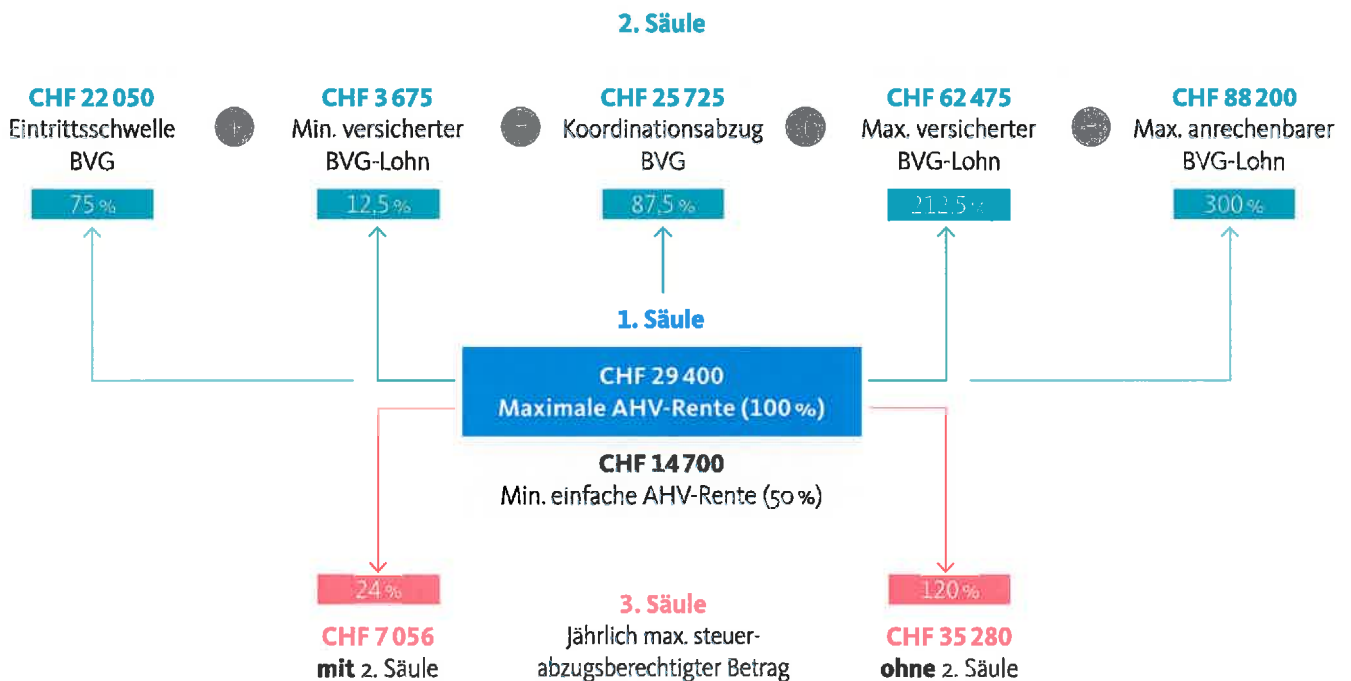 2. Säule
CHF 22 050
Eintrittsschwelle
BVG
75 %
+
CHF 3 675
Min. versicherter
BVG-Lohn
12,5 %
CHF 25 725
Koordinationsabzug
BVG
87,5 %
CHF 62 475
Max. versicherter
BVG-Lohn
212,5 %
CHF 88 200
Max. anrechenbarer
BVG-Lohn
300 %
1. Säule
CHF 29 400
Maximale AHV-Rente (100 %)
CHF 14 700
Min. einfache AHV-Rente (50 %)
24 %
CHF 7 056
mit 2. Säule
3. Säule
Jährlich max. steuer-
abzugsberechtigter Betrag
120 %
CHF 35 280
ohne 2. Säule